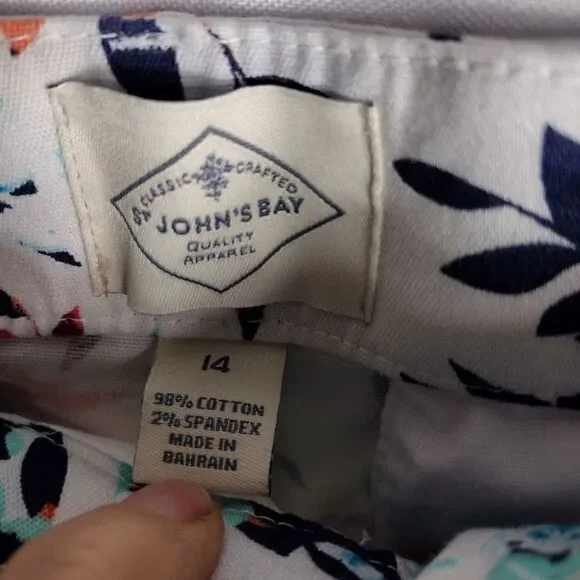 CLASSIC CRAFTED
JOHN'S BAY
QUALITY
APPAREL
14
98% COTTON
2% SPANDEX
MADE IN
BAHRAIN